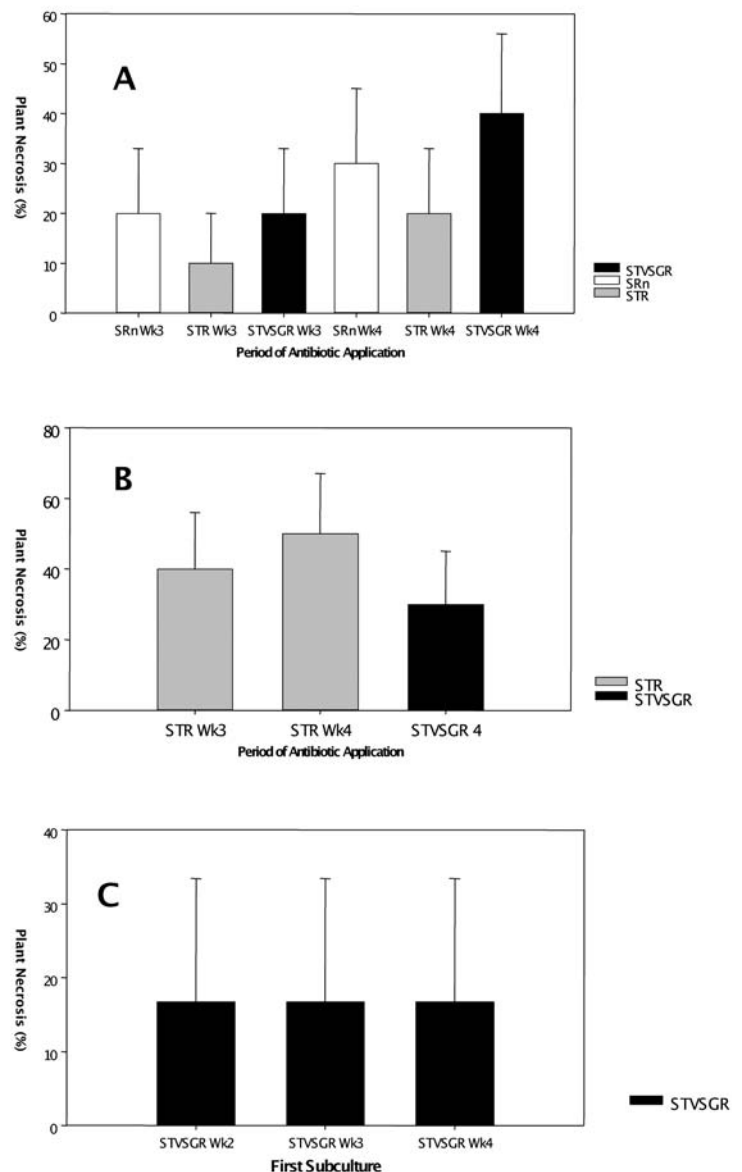 60
50
40
30
20
10
0
Plant Necrosis (%)
A
SRn Wk3 STR Wk3 STVSGR Wk3 SRn Wk4 STR Wk4 STVSGR Wk4
Period of Antibiotic Application
STVSGR
SRn
STR
80
60
40
20
0
Plant Necrosis (%)
B
STR Wk3 STR Wk4 STVSGR 4
Period of Antibiotic Application
STR
STVSGR
40
30
20
10
0
Plant Necrosis (%)
C
STVSGR Wk2 STVSGR Wk3 STVSGR Wk4
First Subculture
STVSGR